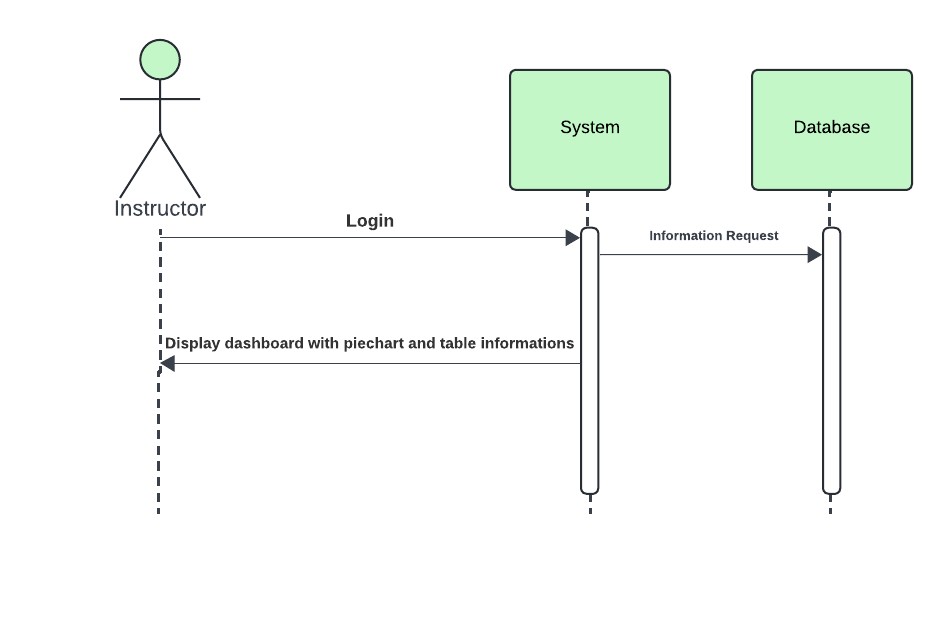 System
Database
Instructor
Login
Information Request
Display dashboard with piechart and table informations